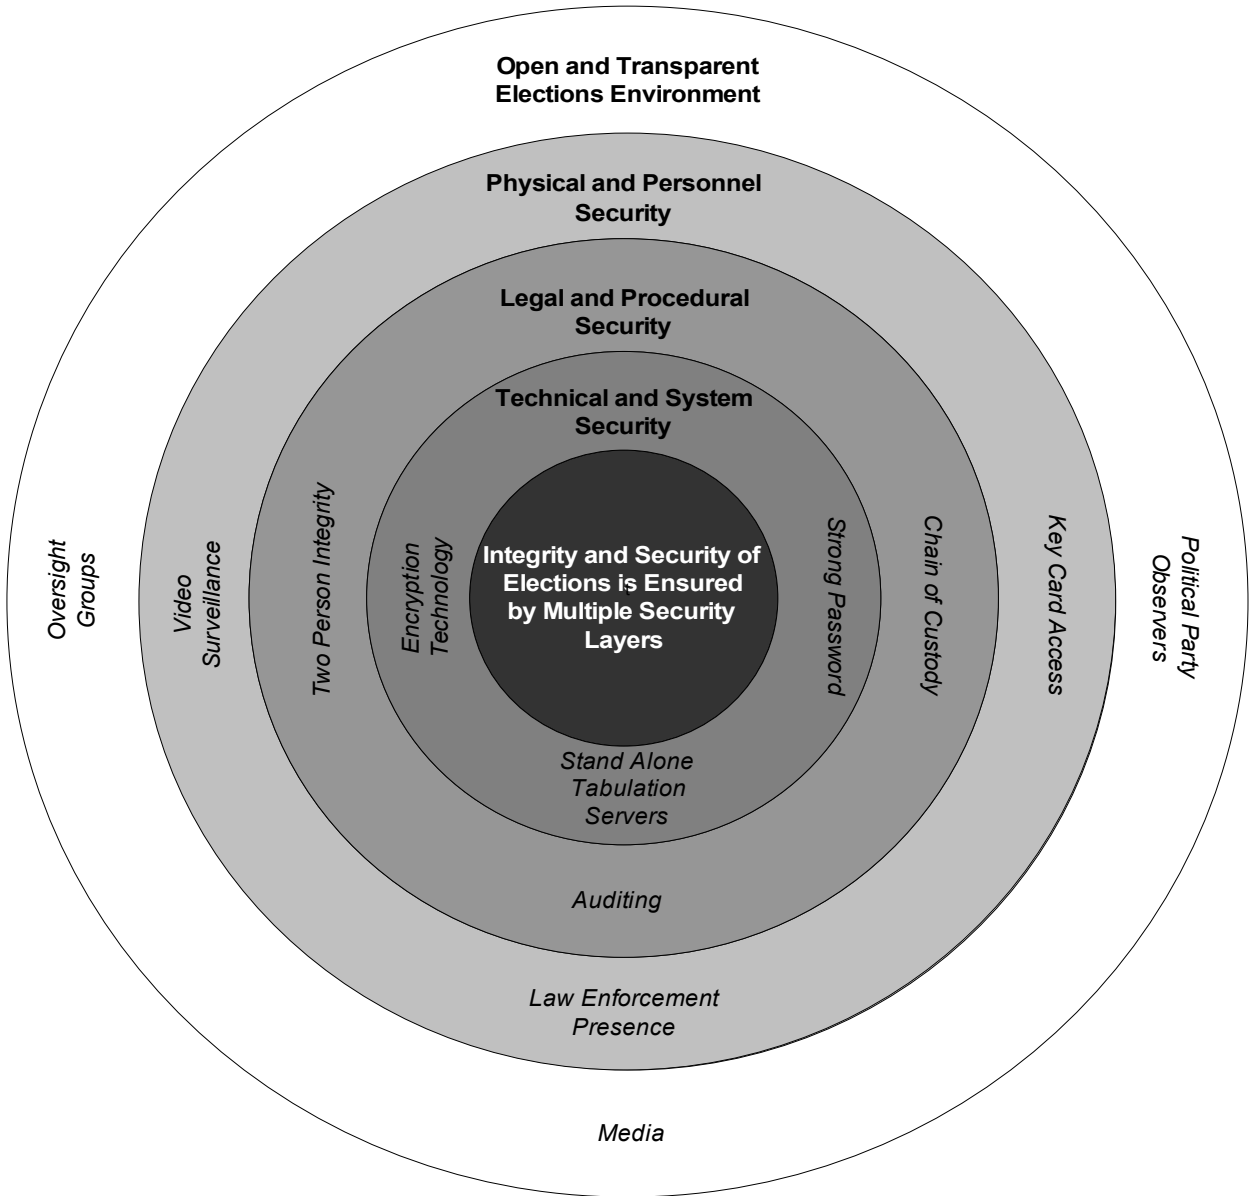 Open and Transparent
Elections Environment
Physical and Personnel
Security
Legal and Procedural
Security
Technical and System
Security
Integrity and Security of
Elections is Ensured
by Multiple Security
Layers
Oversight
Groups
Video
Surveillance
Two Person Integrity
Encryption
Technology
Strong Password
Chain of Custody
Key Card Access
Political Party
Observers
Stand Alone
Tabulation
Servers
Auditing
Law Enforcement
Presence
Media